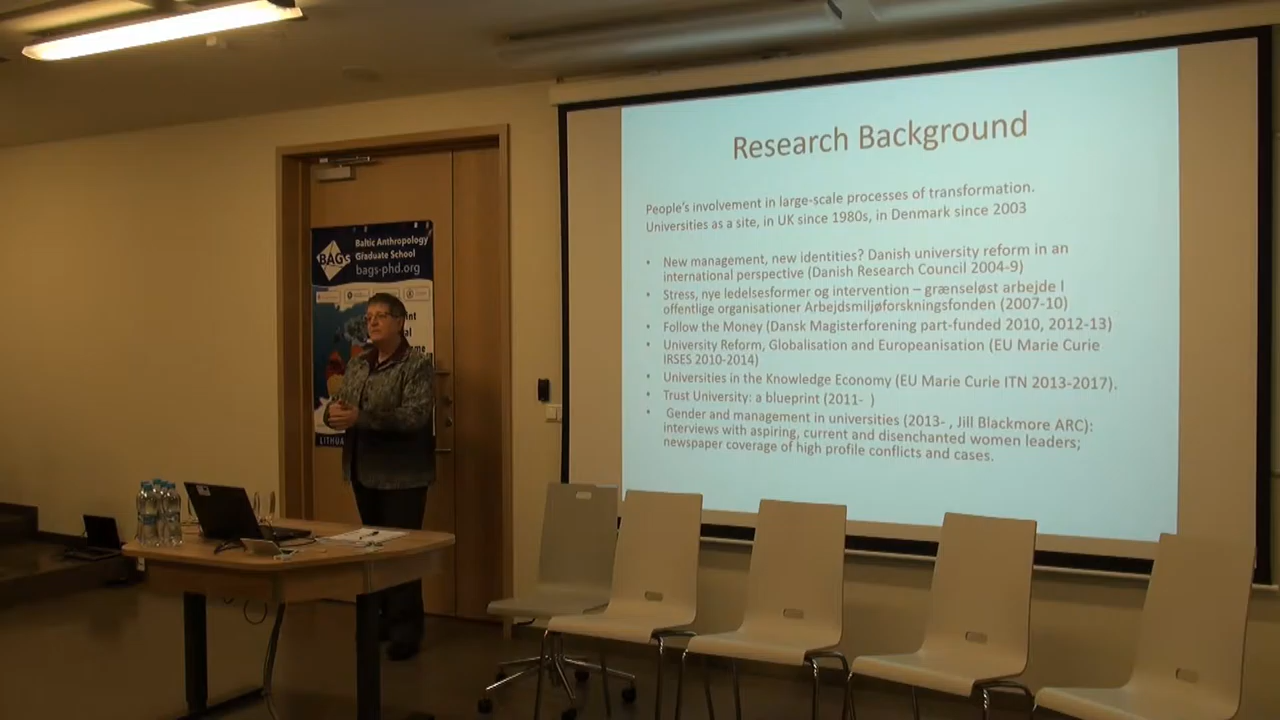 Research Background
People's involvement in large-scale processes of transformation.
Universities as a site, in UK since 1980s, in Denmark since 2003
• New management, new identities? Danish university reform in an
international perspective (Danish Research Council 2004-9)
• Stress, nye ledelsesformer og intervention – grænseløst arbejde I
offentlige organisationer Arbejdsmiljøforskningsfonden (2007-10)
• Follow the Money (Dansk Magisterforening part-funded 2010, 2012-13)
• University Reform, Globalisation and Europeanisation (EU Marie Curie
IRSES 2010-2014)
• Universities in the Knowledge Economy (EU Marie Curie ITN 2013-2017).
• Trust University: a blueprint (2011- )
• Gender and management in universities (2013- , Jill Blackmore ARC):
interviews with aspiring, current and disenchanted women leaders;
newspaper coverage of high profile conflicts and cases.
BAGs
Baltic Anthropology
Graduate School
bags-phd.org
LITHUA